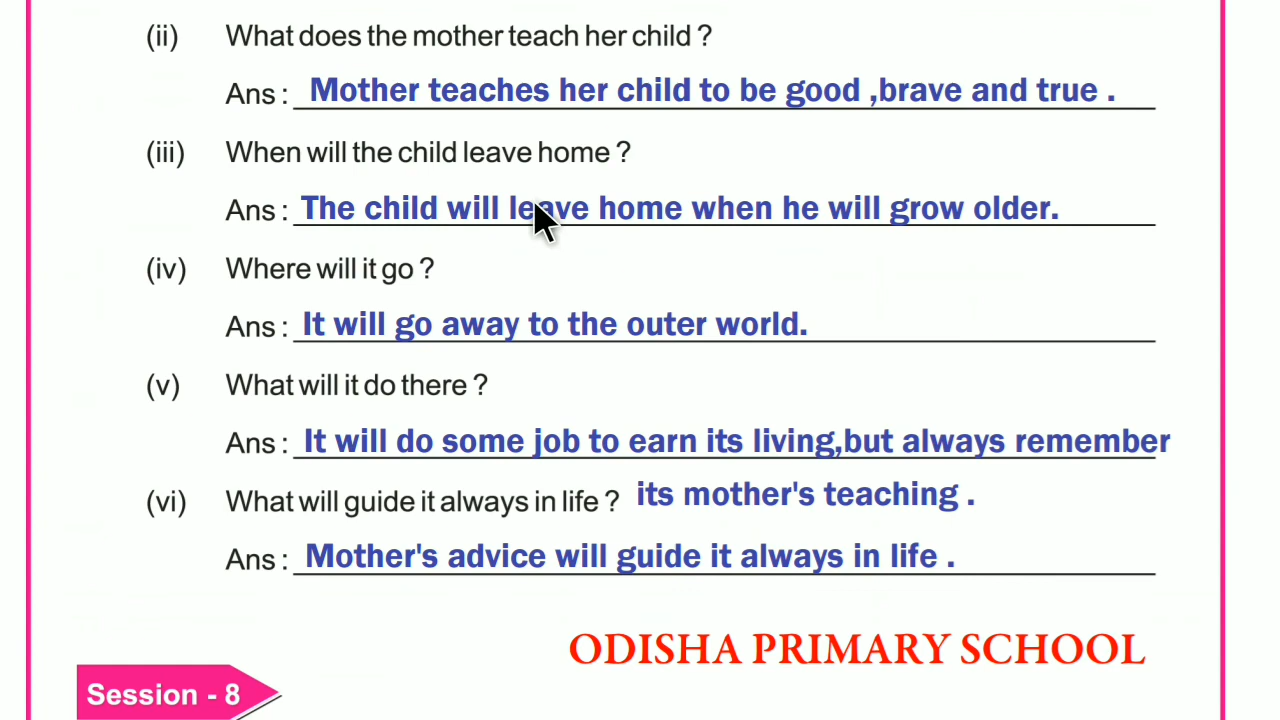 (ii) What does the mother teach her child ?
Ans : Mother teaches her child to be good ,brave and true .
(iii) When will the child leave home ?
Ans : The child will leave home when he will grow older.
(iv) Where will it go ?
Ans : It will go away to the outer world.
(v) What will it do there ?
Ans : It will do some job to earn its living,but always remember
(vi) What will guide it always in life ? its mother's teaching .
Ans : Mother's advice will guide it always in life .
ODISHA PRIMARY SCHOOL
Session - 8